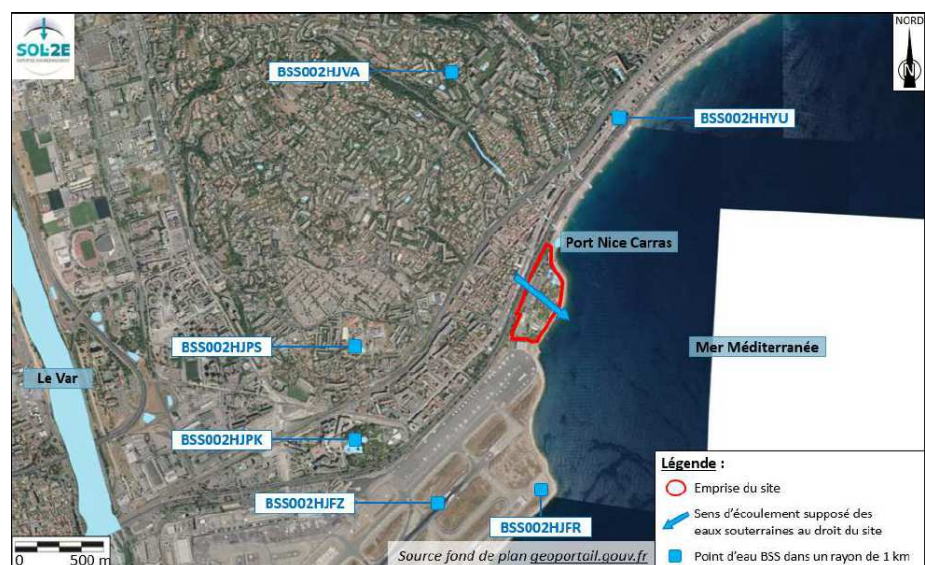 NORD
N
SOL2E
EXPERTISE ENVIRONNEMENT
BSS002HJVA
BSS002HHYU
Port Nice Carras
BSS002HJPS
Mer Méditerranée
Le Var
BSS002HJPK
Légende :
Emprise du site
BSS002HJFZ
Sens d'écoulement supposé des
eaux souterraines au droit du site
BSS002HJFR
0 500 m
Source fond de plan geoportail.gouv.fr
Point d'eau BSS dans un rayon de 1 km